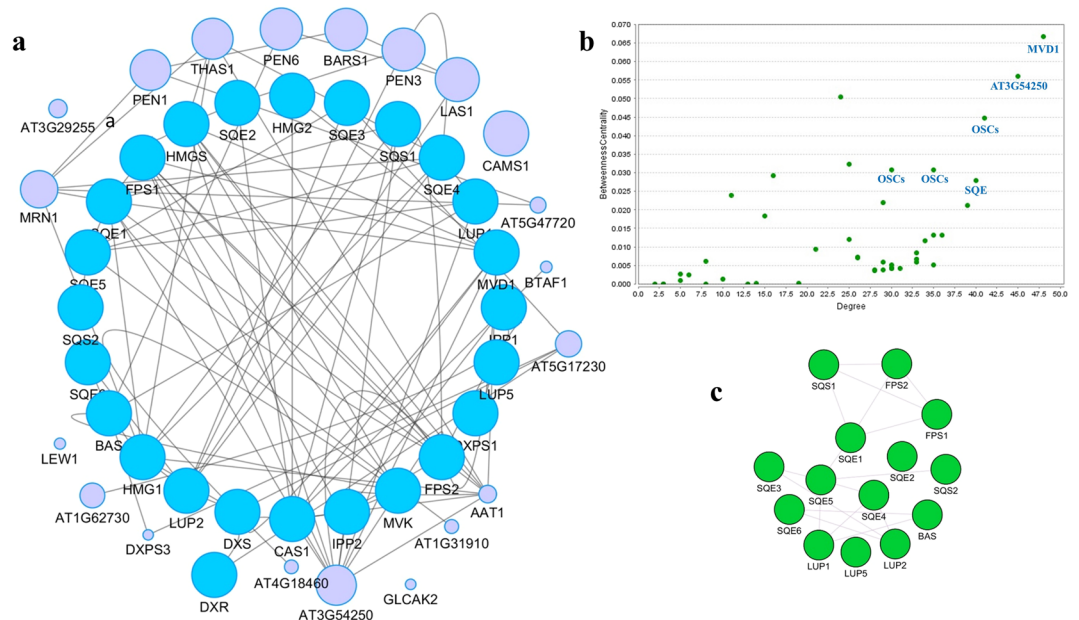 a
PEN6
BARS1
THAS1
PEN3
PEN1
LAS1
AT3G29255
a
SQE2
HMG2
SQE3
HMGS
SQS1
CAMS1
FPS1
SQE4
MRN1
SQE1
LUP1
AT5G47720
SQE5
MVD1
BTAF1
SQS2
IPP1
AT5G17230
LUP5
BAS
DXPS1
LEW1
HMG1
FPS2
AT1G62730
LUP2
MVK
AAT1
DXPS3
DXS
CAS1
IPP2
AT1G31910
DXR
AT4G18460
AT3G54250
GLCAK2
b
BetweennessCentrality
0.070
0.065
0.060
0.055
0.050
0.045
0.040
0.035
0.030
0.025
0.020
0.015
0.010
0.005
0.000
MVD1
AT3G54250
OSCs
OSCs
OSCs
SQE
0.0 2.5 5.0 7.5 10.0 12.5 15.0 17.5 20.0 22.5 25.0 27.5 30.0 32.5 35.0 37.5 40.0 42.5 45.0 47.5 50.0
Degree
c
SQS1
FPS2
FPS1
SQE1
SQE2
SQE3
SQE5
SQS2
SQE4
SQE6
BAS
LUP1
LUP5
LUP2